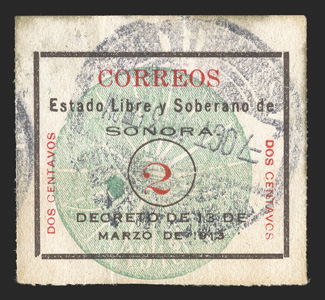 CORREOS
Estado Libre y Soberano de
SONORA
DOS CENTAVOS
2
DOS CENTAVOS
DECRETO DE 13 DE
MARZO DE 1913